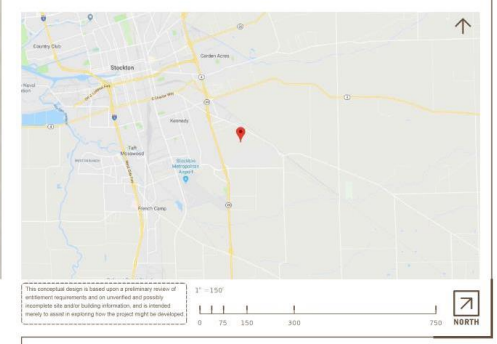 Country Club
Garden Acres
Stockton
Kennedy
Taft
Mosswood
Stockton
Metropolitan
Airport
French Camp
This conceptual design is based upon a preliminary review of
entitlement requirements and on unverified and possibly
incomplete site and/or building information, and is intended
merely to assist in exploring how the project might be developed.
1" =150'
0 75 150 300 750
NORTH